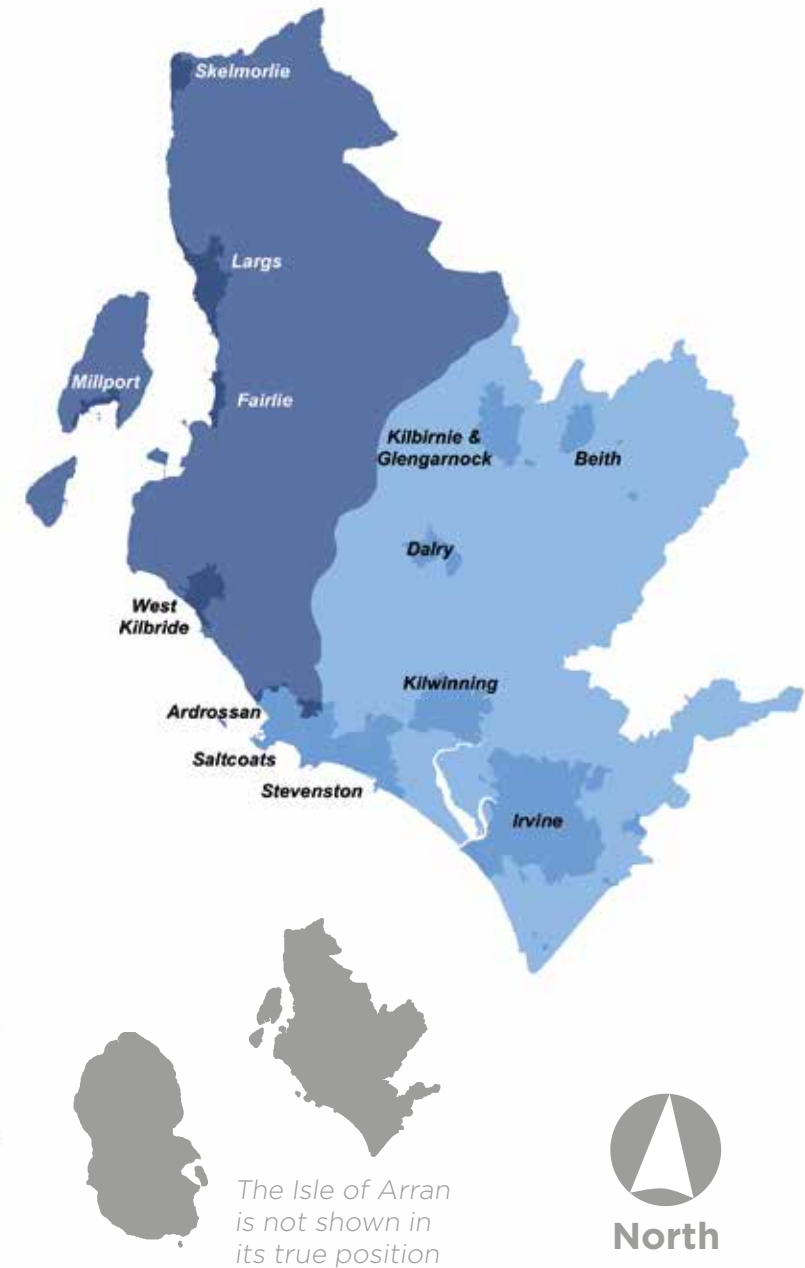 Skelmorlie
Largs
Millport
Fairlie
Kilbirnie &
Glengarnock
Beith
Dalry
West
Kilbride
Kilwinning
Ardrossan
Saltcoats
Stevenston
Irvine
The Isle of Arran
is not shown in
its true position
North